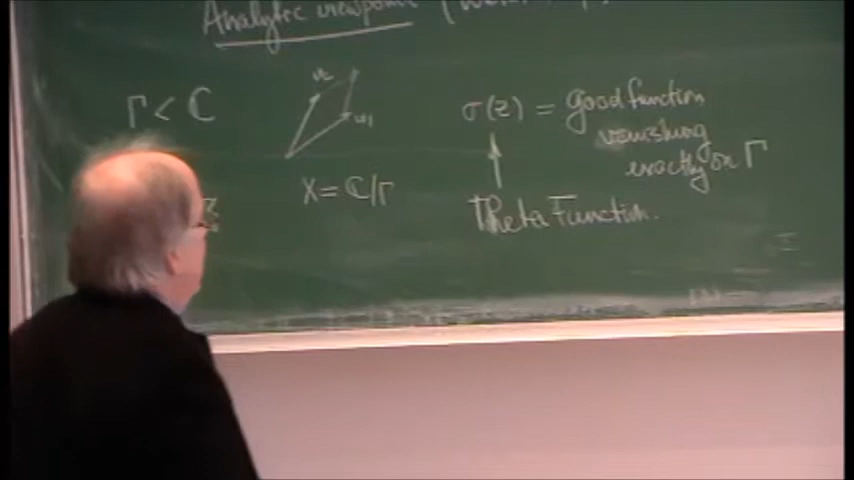 Analytic viewpoint
Γ < ℂ
ω2
ω1
X = ℂ/Γ
σ(z) = good function
vanishing
exactly on Γ
Theta Function.